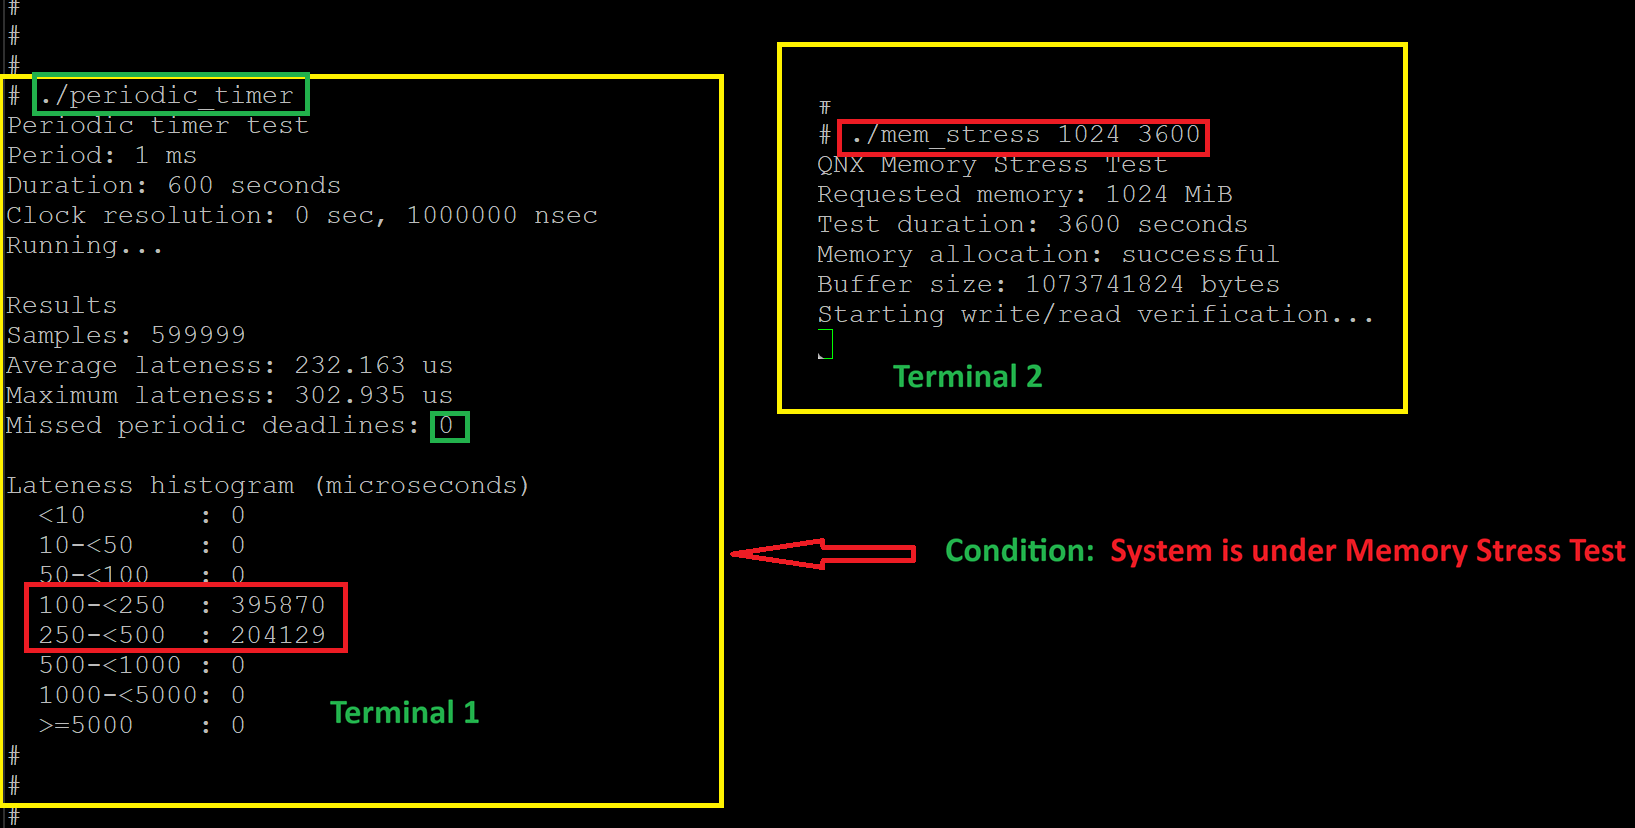 #
#
#
# ./periodic_timer
Periodic timer test
Period: 1 ms
Duration: 600 seconds
Clock resolution: 0 sec, 1000000 nsec
Running...
Results
Samples: 599999
Average lateness: 232.163 us
Maximum lateness: 302.935 us
Missed periodic deadlines: 0
Lateness histogram (microseconds)
<10 : 0
10-<50 : 0
50-<100 : 0
100-<250 : 395870
250-<500 : 204129
500-<1000 : 0
1000-<5000: 0
>=5000 : 0
Terminal 1
#
#
#
#
# ./mem_stress 1024 3600
QNX Memory Stress Test
Requested memory: 1024 MiB
Test duration: 3600 seconds
Memory allocation: successful
Buffer size: 1073741824 bytes
Starting write/read verification...
Terminal 2
Condition: System is under Memory Stress Test